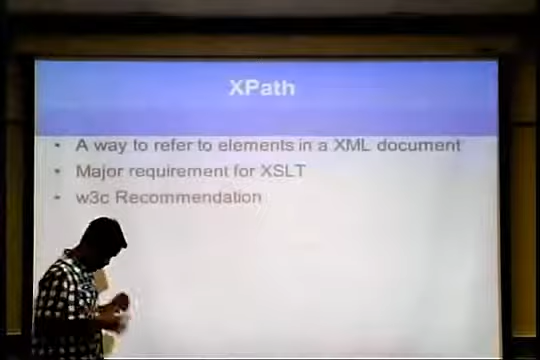 XPath
• A way to refer to elements in a XML document
• Major requirement for XSLT
• w3c Recommendation